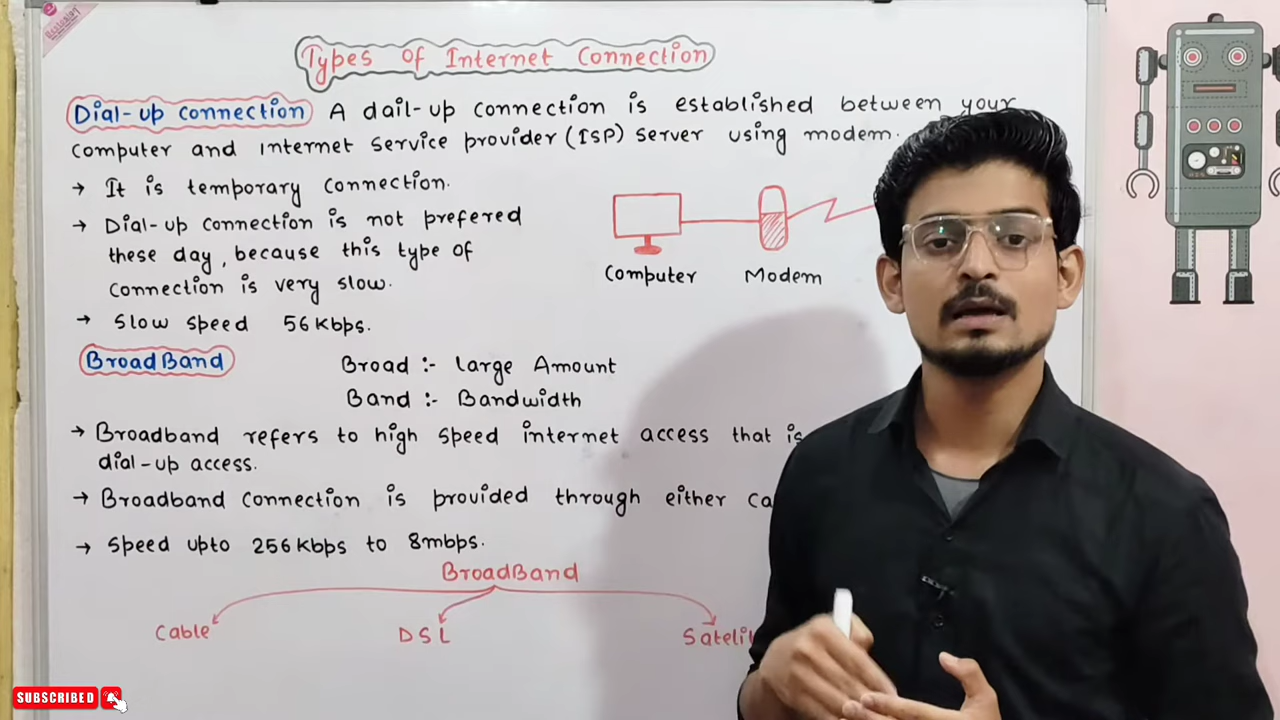 Types Of Internet Connection
Dial-up connection A dail-up connection is established between your
computer and internet service provider (ISP) server using modem.
→ It is temporary connection.
→ Dial-up connection is not prefered
these day, because this type of
connection is very slow.
→ Slow speed 56Kbps.
Computer Modem
BroadBand Broad :- Large Amount
Band :- Bandwidth
→ Broadband refers to high speed internet access that is
dial-up access.
→ Broadband connection is provided through either
→ Speed upto 256Kbps to 8mbps.
BroadBand
Cable DSL
SUBSCRIBED